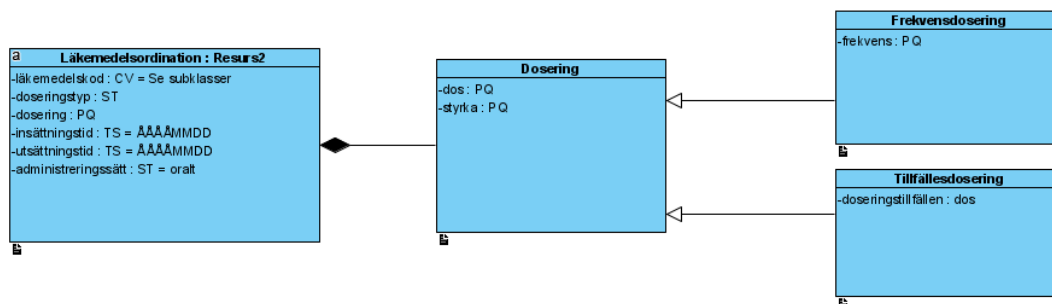 a
Läkemedelsordination : Resurs2
-läkemedelskod : CV = Se subklasser
-doseringstyp : ST
-dosering : PQ
-insättningstid : TS = ÅÅÅÅMMDD
-utsättningstid : TS = ÅÅÅÅMMDD
-administreringssätt : ST = oralt
Dosering
-dos : PQ
-styrka : PQ
Frekvensdosering
-frekvens : PQ
Tillfällesdosering
-doseringstillfällen : dos